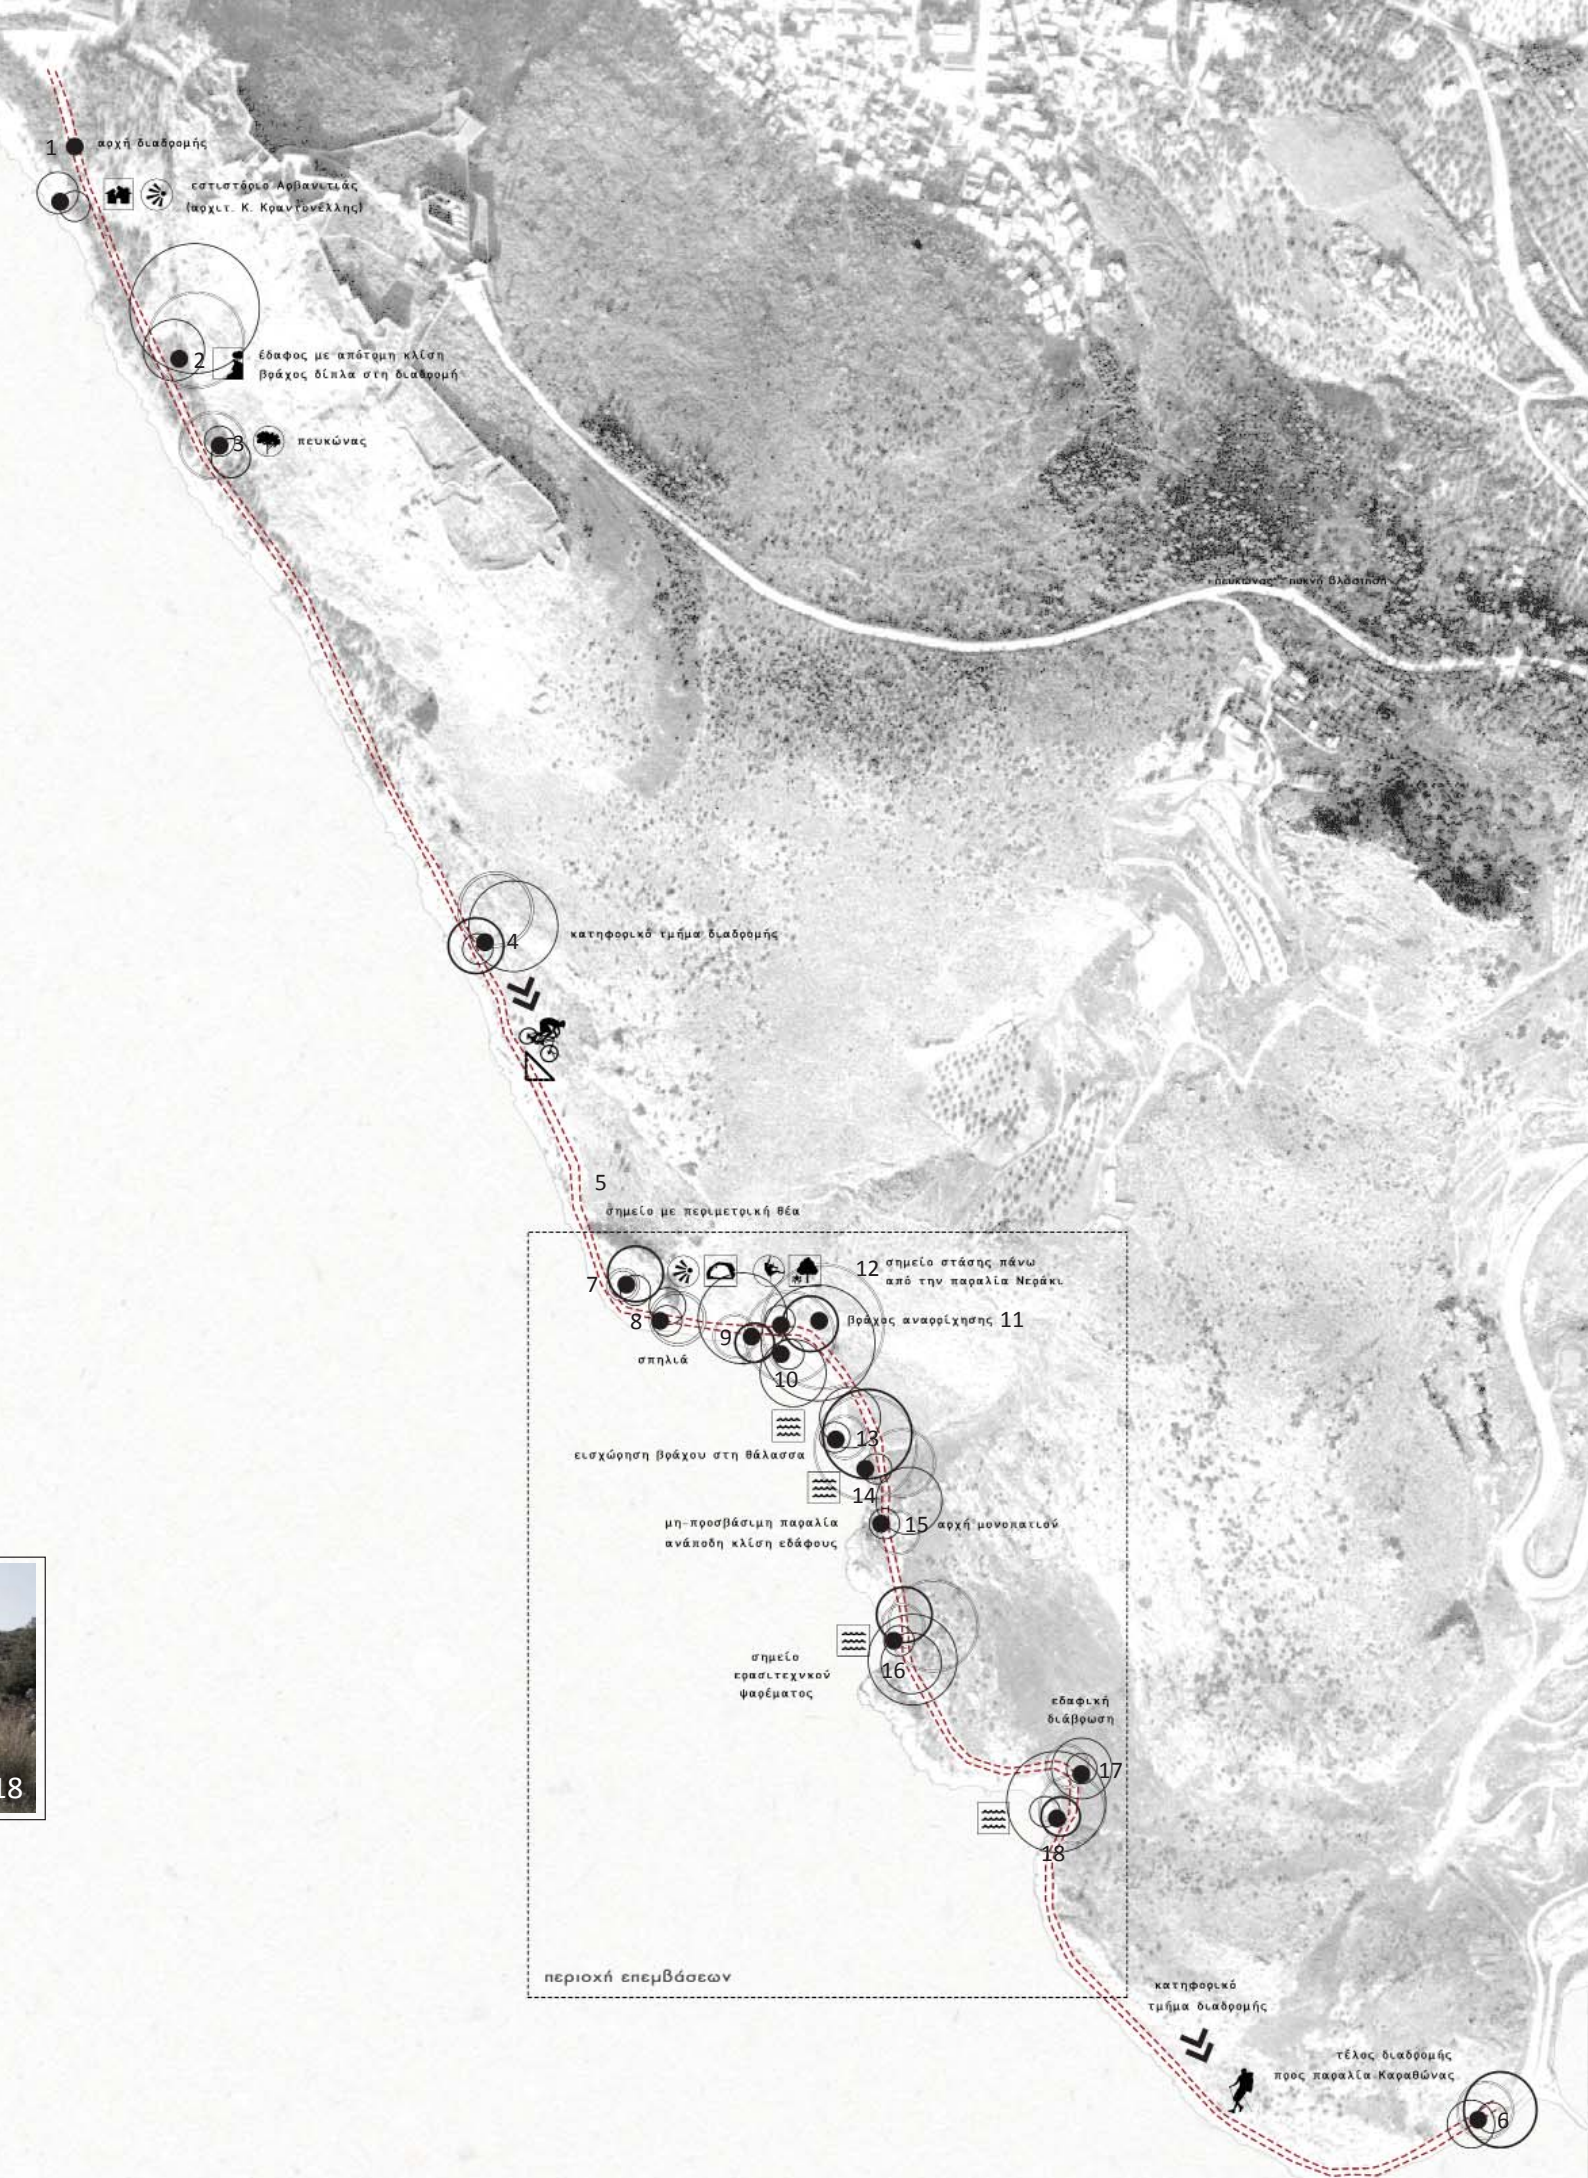 1 αρχή διαδρομής
εστιατόριο Αρβανιτιάς
(αρχιτ. Κ. Κραντονέλλης)
2 έδαφος με απότομη κλίση
βράχος δίπλα στη διαδρομή
3 πευκώνας
πευκώνας - πυκνή βλάστηση
4 κατηφορικό τμήμα διαδρομής
5
σημείο με περιμετρική θέα
12 σημείο στάσης πάνω
από την παραλία Νεράκι
7
8
9
βράχος αναρρίχησης 11
σπηλιά
10
13
εισχώρηση βράχου στη θάλασσα
14
μη-προσβάσιμη παραλία
ανάποδη κλίση εδάφους
15 αρχή μονοπατιού
σημείο
ερασιτεχνικού
ψαρέματος
16
εδαφική
διάβρωση
17
18
18
περιοχή επεμβάσεων
κατηφορικό
τμήμα διαδρομής
τέλος διαδρομής
προς παραλία Καραθώνας
6